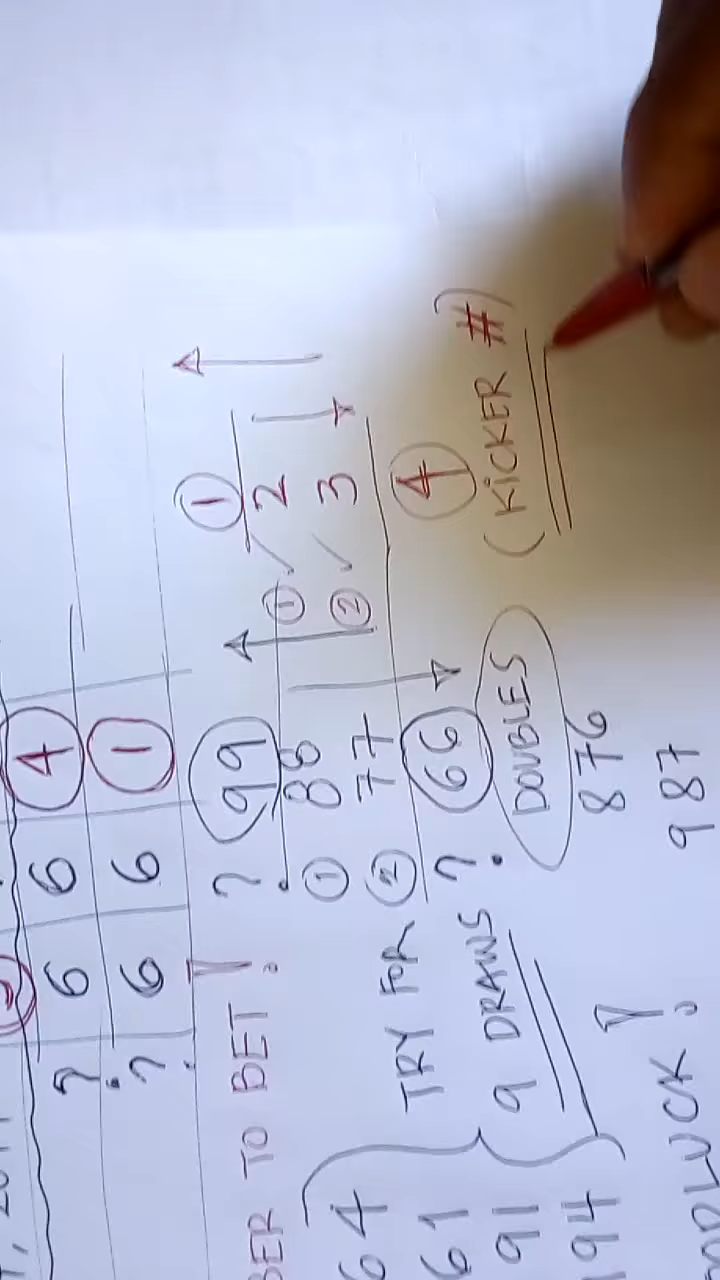 ? 6 6 4
? 6 6 1
BER TO BET ! ? 99 1
① 88 ① ✓ 2
64 TRY FOR ② 77 ② ✓ 3
61 ? 66 4
91 9 DRAWS DOUBLES (KICKER #)
94 876
LUCK ! 987